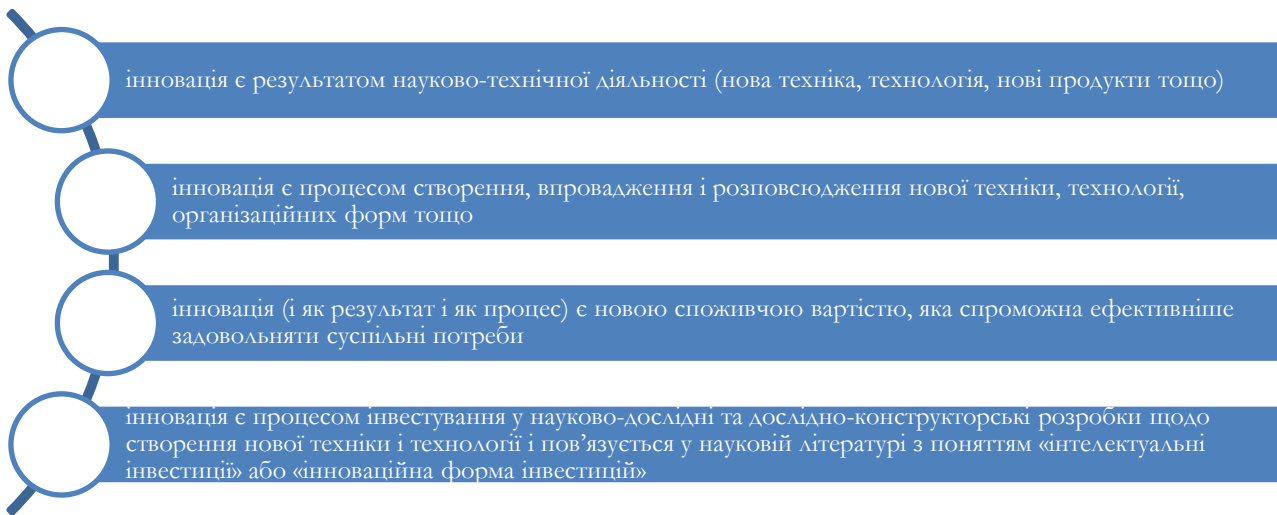 інновація є результатом науково-технічної діяльності (нова техніка, технологія, нові продукти тощо)
інновація є процесом створення, впровадження і розповсюдження нової техніки, технології,
організаційних форм тощо
інновація (і як результат і як процес) є новою споживчою вартістю, яка спроможна ефективніше
задовольняти суспільні потреби
інновація є процесом інвестування у науково-дослідні та дослідно-конструкторські розробки щодо
створення нової техніки і технології і пов’язується у науковій літературі з поняттям «інтелектуальні
інвестиції» або «інноваційна форма інвестицій»